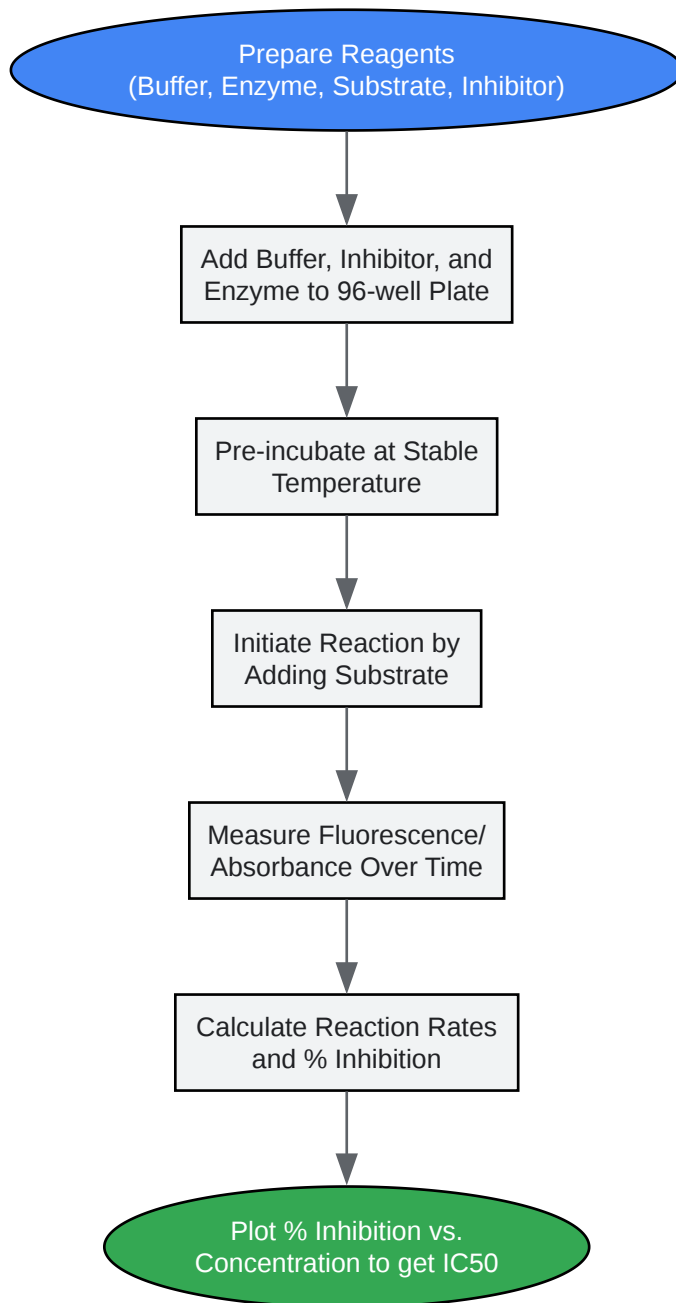 Prepare Reagents
(Buffer, Enzyme, Substrate, Inhibitor)
Add Buffer, Inhibitor, and
Enzyme to 96-well Plate
Pre-incubate at Stable
Temperature
Initiate Reaction by
Adding Substrate
Measure Fluorescence/
Absorbance Over Time
Calculate Reaction Rates
and % Inhibition
Plot % Inhibition vs.
Concentration to get IC50